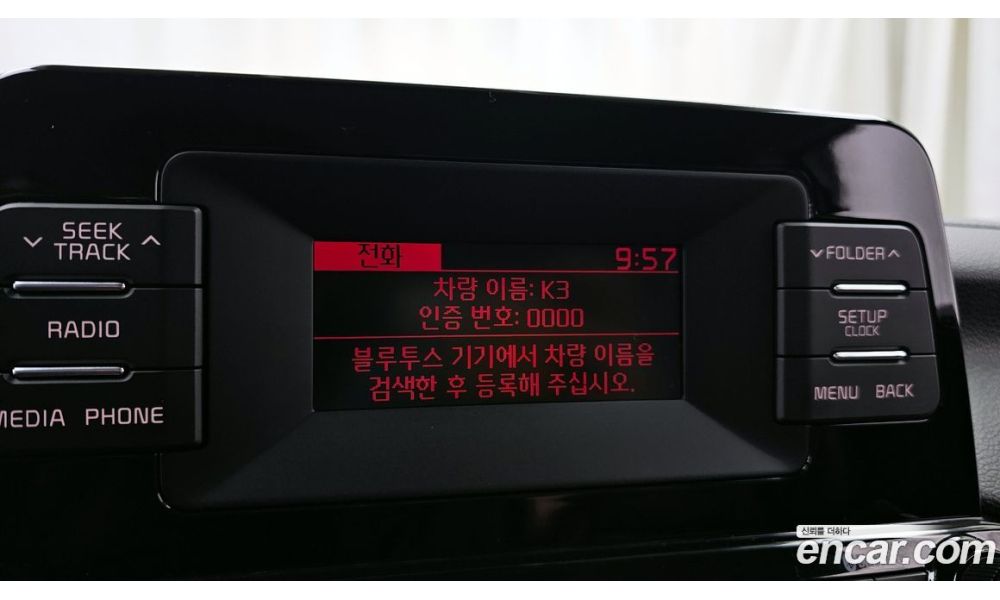 SEEK
TRACK
RADIO
MEDIA PHONE
전화 9:57
차량 이름: K3
인증 번호: 0000
블루투스 기기에서 차량 이름을
검색한 후 등록해 주십시오.
FOLDER
SETUP
CLOCK
MENU BACK
신뢰를 더하다
encar.com